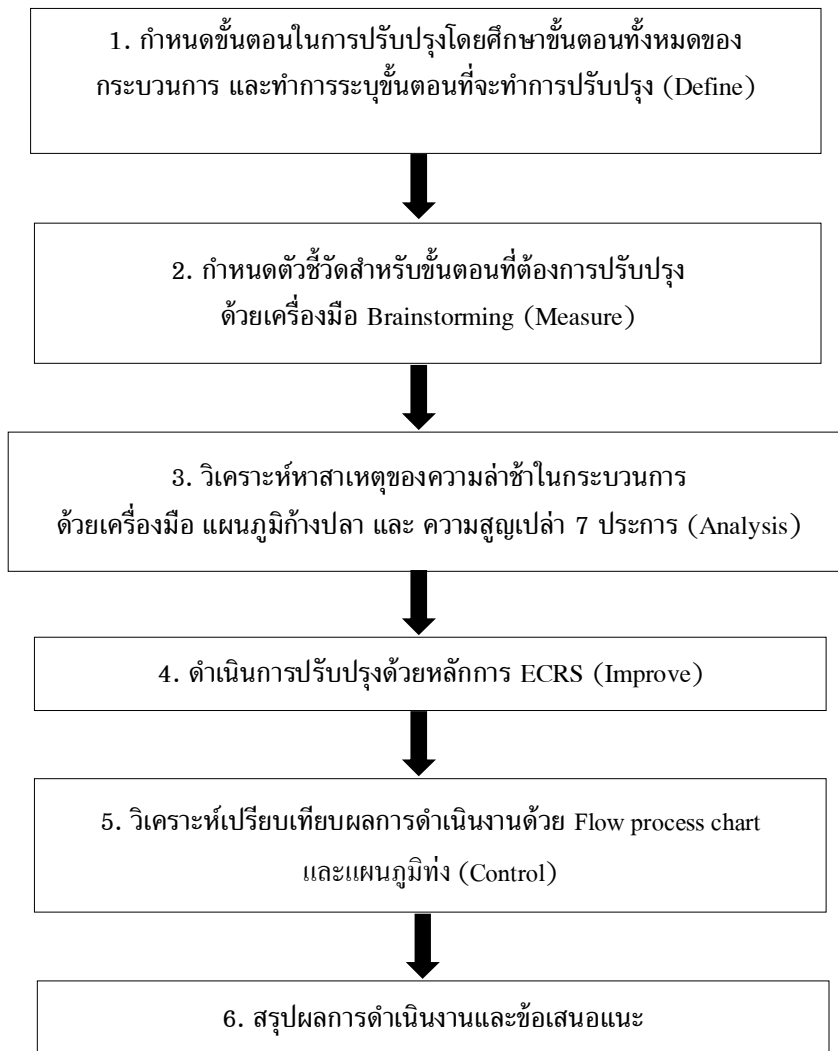 1. กำหนดขั้นตอนในการปรับปรุงโดยศึกษาขั้นตอนทั้งหมดของ
กระบวนการ และทำการระบุขั้นตอนที่จะทำการปรับปรุง (Define)
2. กำหนดตัวชี้วัดสำหรับขั้นตอนที่ต้องการปรับปรุง
ด้วยเครื่องมือ Brainstorming (Measure)
3. วิเคราะห์หาสาเหตุของความล่าช้าในกระบวนการ
ด้วยเครื่องมือ แผนภูมิก้างปลา และ ความสูญเปล่า 7 ประการ (Analysis)
4. ดำเนินการปรับปรุงด้วยหลักการ ECRS (Improve)
5. วิเคราะห์เปรียบเทียบผลการดำเนินงานด้วย Flow process chart
และแผนภูมิท่ง (Control)
6. สรุปผลการดำเนินงานและข้อเสนอแนะ